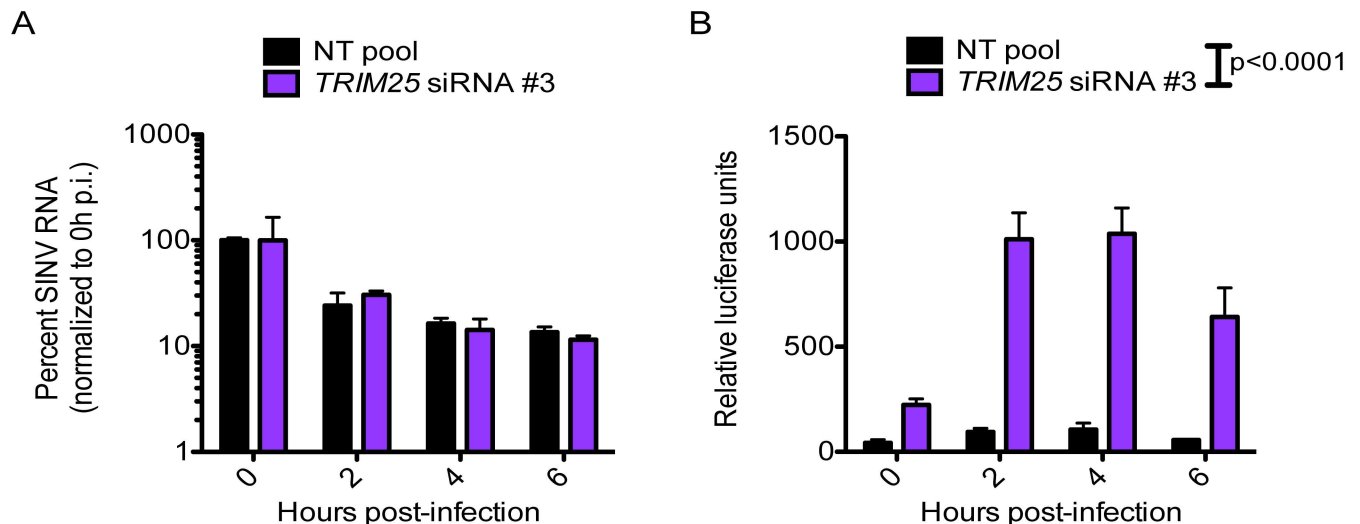 A
NT pool
TRIM25 siRNA #3
Percent SINV RNA
(normalized to 0h p.i.)
1000
100
10
1
0
2
4
6
Hours post-infection
B
NT pool
TRIM25 siRNA #3
p<0.0001
Relative luciferase units
1500
1000
500
0
0
2
4
6
Hours post-infection